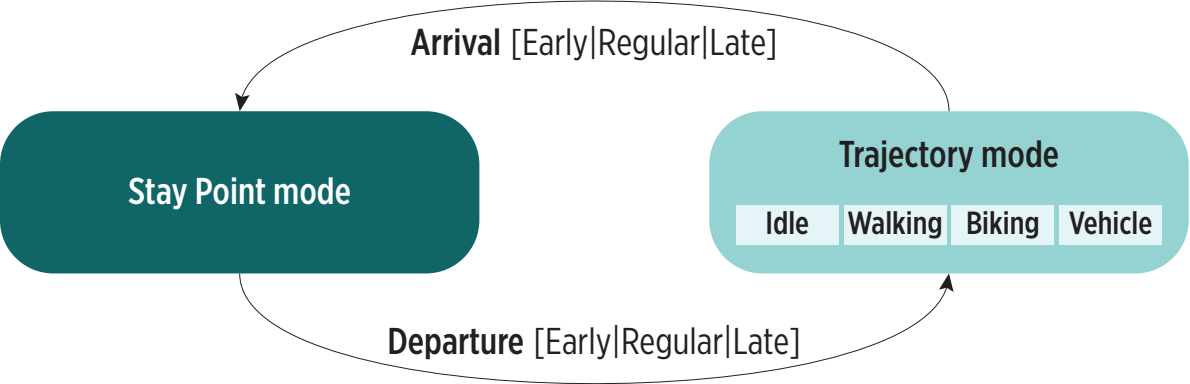 Arrival [Early|Regular|Late]
Stay Point mode
Trajectory mode
Idle Walking Biking Vehicle
Departure [Early|Regular|Late]